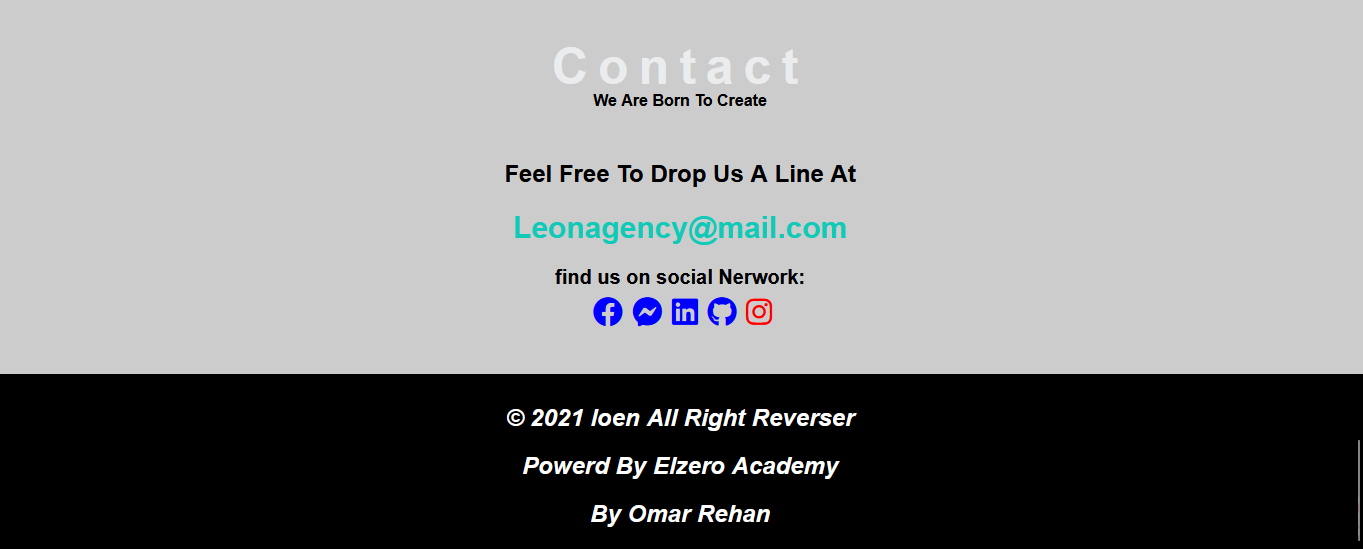 Contact
We Are Born To Create
Feel Free To Drop Us A Line At
Leonagency@mail.com
find us on social Nerwork:
© 2021 loen All Right Reverser
Powerd By Elzero Academy
By Omar Rehan